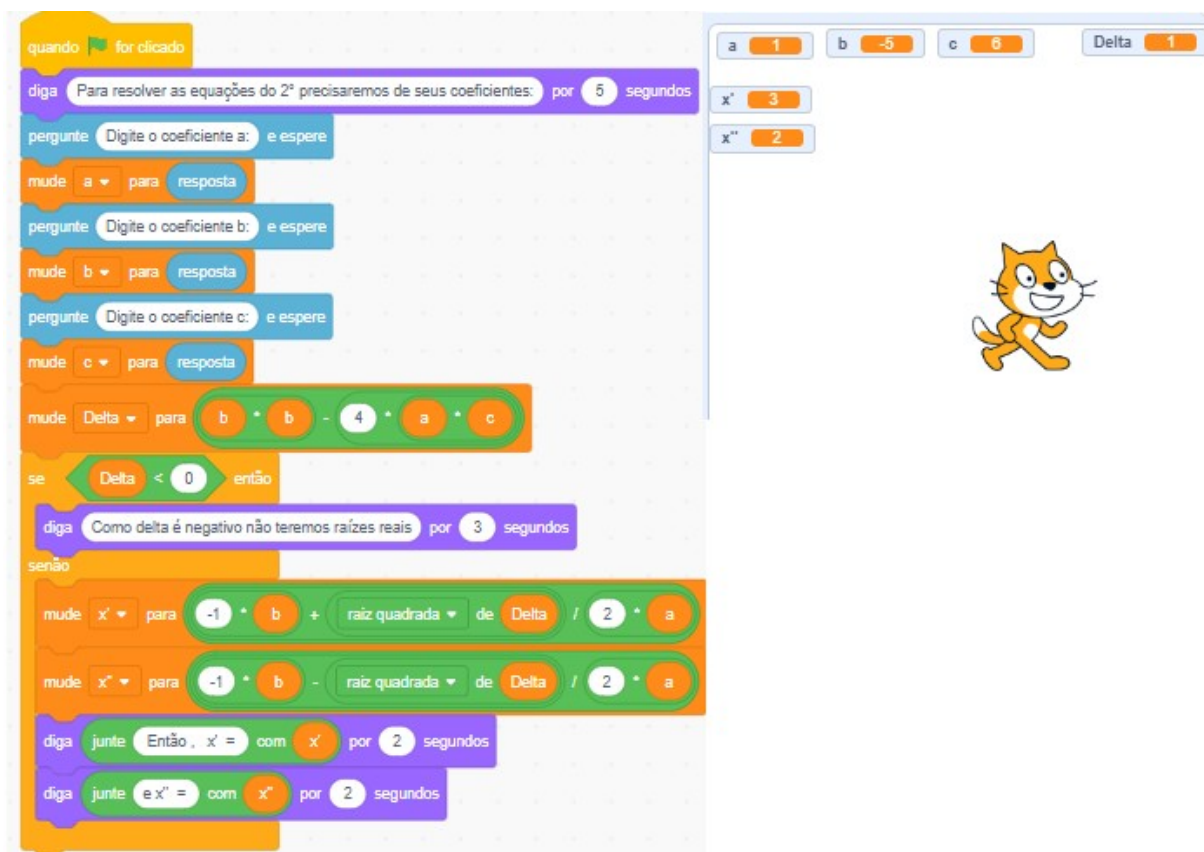 quando for clicado
diga Para resolver as equações do 2° precisaremos de seus coeficientes: por 5 segundos
pergunte Digite o coeficiente a: e espere
mude a para resposta
pergunte Digite o coeficiente b: e espere
mude b para resposta
pergunte Digite o coeficiente c: e espere
mude c para resposta
mude Delta para b * b - 4 * a * c
se Delta < 0 então
diga Como delta é negativo não teremos raízes reais por 3 segundos
senão
mude x' para -1 * b + raiz quadrada de Delta / 2 * a
mude x" para -1 * b - raiz quadrada de Delta / 2 * a
diga junte Então , x' = com x' por 2 segundos
diga junte e x" = com x" por 2 segundos
a 1 b -5 c 6 Delta 1
x' 3
x'' 2